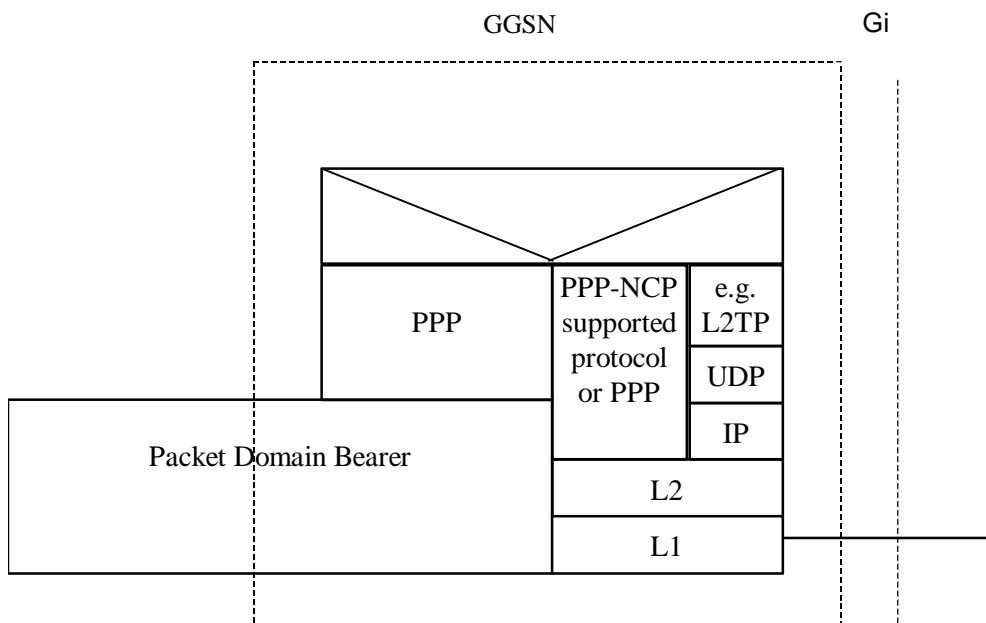 GGSN
Gi
PPP
PPP-NCP
supported
protocol
or PPP
e.g.
L2TP
UDP
IP
Packet Domain Bearer
L2
L1